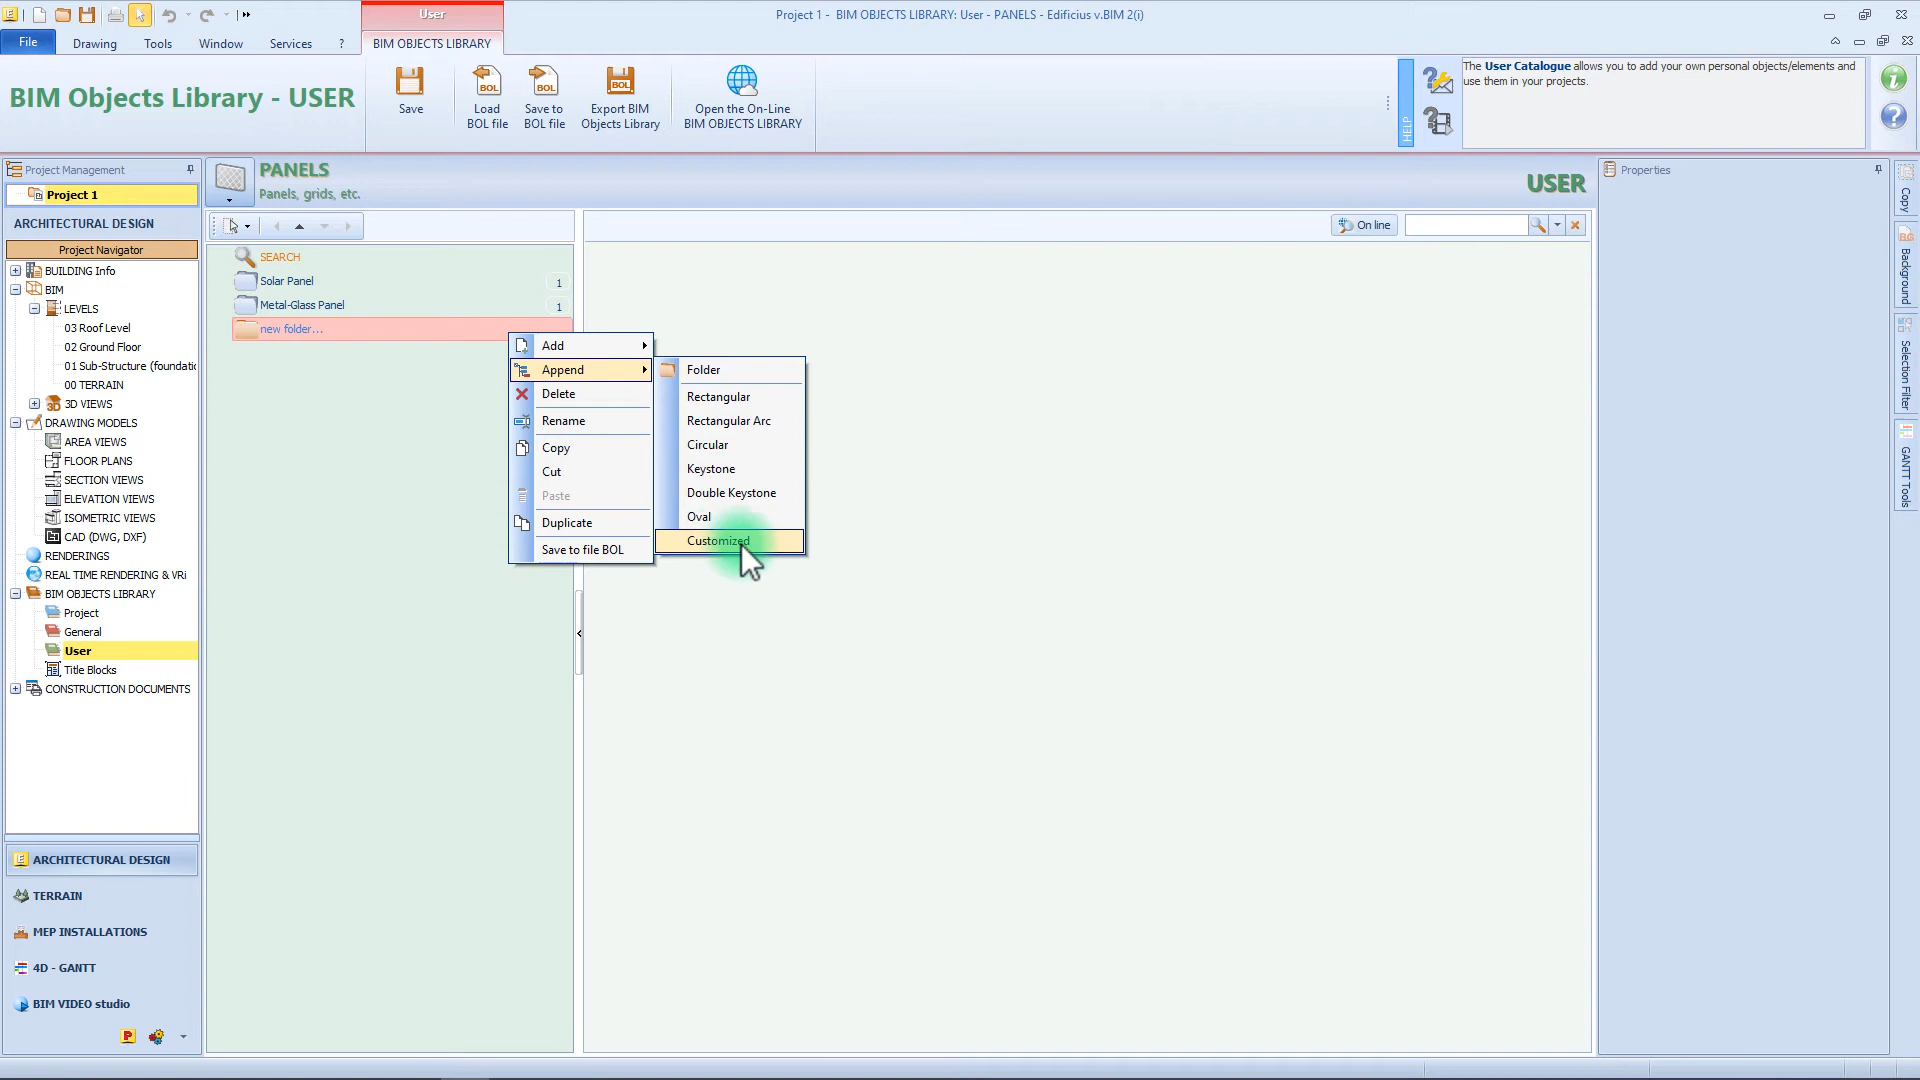 User
Project 1 - BIM OBJECTS LIBRARY: User - PANELS - Edificius v.BIM 2(i)
File
Drawing
Tools
Window
Services
?
BIM OBJECTS LIBRARY
BIM Objects Library - USER
Save
Load
BOL file
Save to
BOL file
BOL
Export BIM
Objects Library
Open the On-Line
BIM OBJECTS LIBRARY
HELP
The User Catalogue allows you to add your own personal objects/elements and
use them in your projects.
Project Management
Project 1
ARCHITECTURAL DESIGN
Project Navigator
BUILDING Info
BIM
LEVELS
03 Roof Level
02 Ground Floor
01 Sub-Structure (foundatic
00 TERRAIN
3D VIEWS
DRAWING MODELS
AREA VIEWS
FLOOR PLANS
SECTION VIEWS
ELEVATION VIEWS
ISOMETRIC VIEWS
CAD (DWG, DXF)
RENDERINGS
REAL TIME RENDERING & VRi
BIM OBJECTS LIBRARY
Project
General
User
Title Blocks
CONSTRUCTION DOCUMENTS
ARCHITECTURAL DESIGN
TERRAIN
MEP INSTALLATIONS
4D - GANTT
BIM VIDEO studio
PANELS
Panels, grids, etc.
USER
On line
SEARCH
Solar Panel 1
Metal-Glass Panel 1
new folder...
Add
Append
Delete
Rename
Copy
Cut
Paste
Duplicate
Save to file BOL
Folder
Rectangular
Rectangular Arc
Circular
Keystone
Double Keystone
Oval
Customized
Properties
Copy
Background
Selection Filter
GANTT Tools